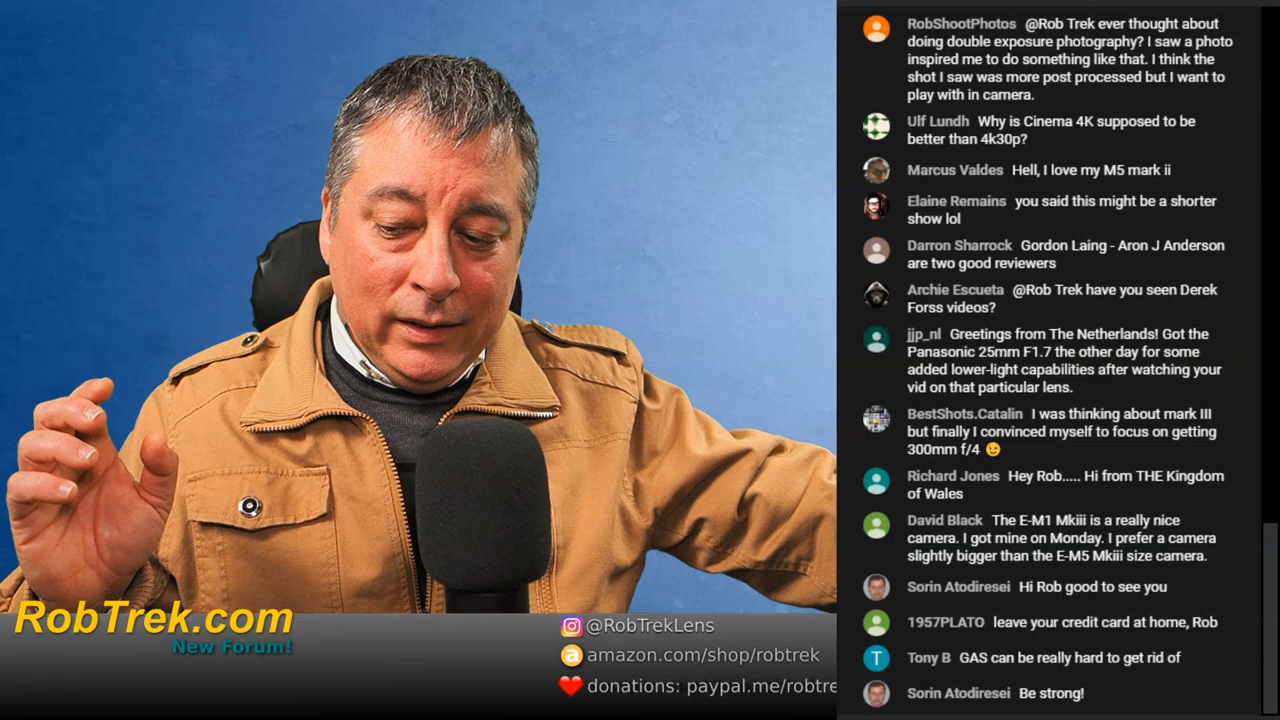 RobShootPhotos @Rob Trek ever thought about
doing double exposure photography? I saw a photo
inspired me to do something like that. I think the
shot I saw was more post processed but I want to
play with in camera.
Ulf Lundh Why is Cinema 4K supposed to be
better than 4k30p?
Marcus Valdes Hell, I love my M5 mark ii
Elaine Remains you said this might be a shorter
show lol
Darron Sharrock Gordon Laing - Aron J Anderson
are two good reviewers
Archie Escueta @Rob Trek have you seen Derek
Forss videos?
jjp_nl Greetings from The Netherlands! Got the
Panasonic 25mm F1.7 the other day for some
added lower-light capabilities after watching your
vid on that particular lens.
BestShots.Catalin I was thinking about mark III
but finally I convinced myself to focus on getting
300mm f/4 😉
Richard Jones Hey Rob..... Hi from THE Kingdom
of Wales
David Black The E-M1 Mkiii is a really nice
camera. I got mine on Monday. I prefer a camera
slightly bigger than the E-M5 Mkiii size camera.
Sorin Atodiresei Hi Rob good to see you
1957PLATO leave your credit card at home, Rob
T
Tony B GAS can be really hard to get rid of
Sorin Atodiresei Be strong!
RobTrek.com
New Forum!
@RobTrekLens
a
amazon.com/shop/robtrek
donations: paypal.me/robtre